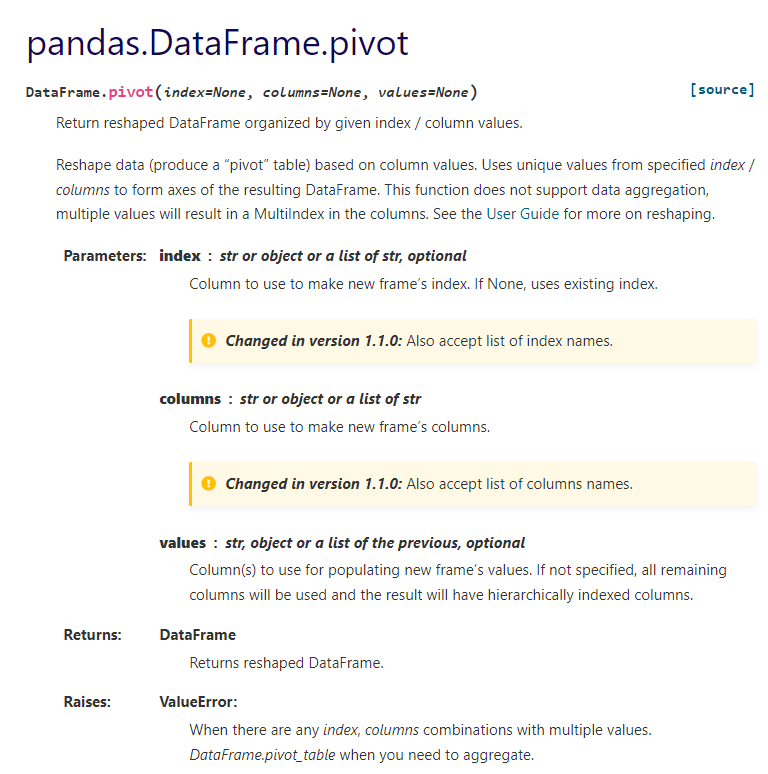 pandas.DataFrame.pivot
DataFrame.pivot(index=None, columns=None, values=None) [source]
Return reshaped DataFrame organized by given index / column values.
Reshape data (produce a “pivot” table) based on column values. Uses unique values from specified index /
columns to form axes of the resulting DataFrame. This function does not support data aggregation,
multiple values will result in a MultiIndex in the columns. See the User Guide for more on reshaping.
Parameters: index : str or object or a list of str, optional
Column to use to make new frame’s index. If None, uses existing index.
Changed in version 1.1.0: Also accept list of index names.
columns : str or object or a list of str
Column to use to make new frame’s columns.
Changed in version 1.1.0: Also accept list of columns names.
values : str, object or a list of the previous, optional
Column(s) to use for populating new frame’s values. If not specified, all remaining
columns will be used and the result will have hierarchically indexed columns.
Returns: DataFrame
Returns reshaped DataFrame.
Raises: ValueError:
When there are any index, columns combinations with multiple values.
DataFrame.pivot_table when you need to aggregate.